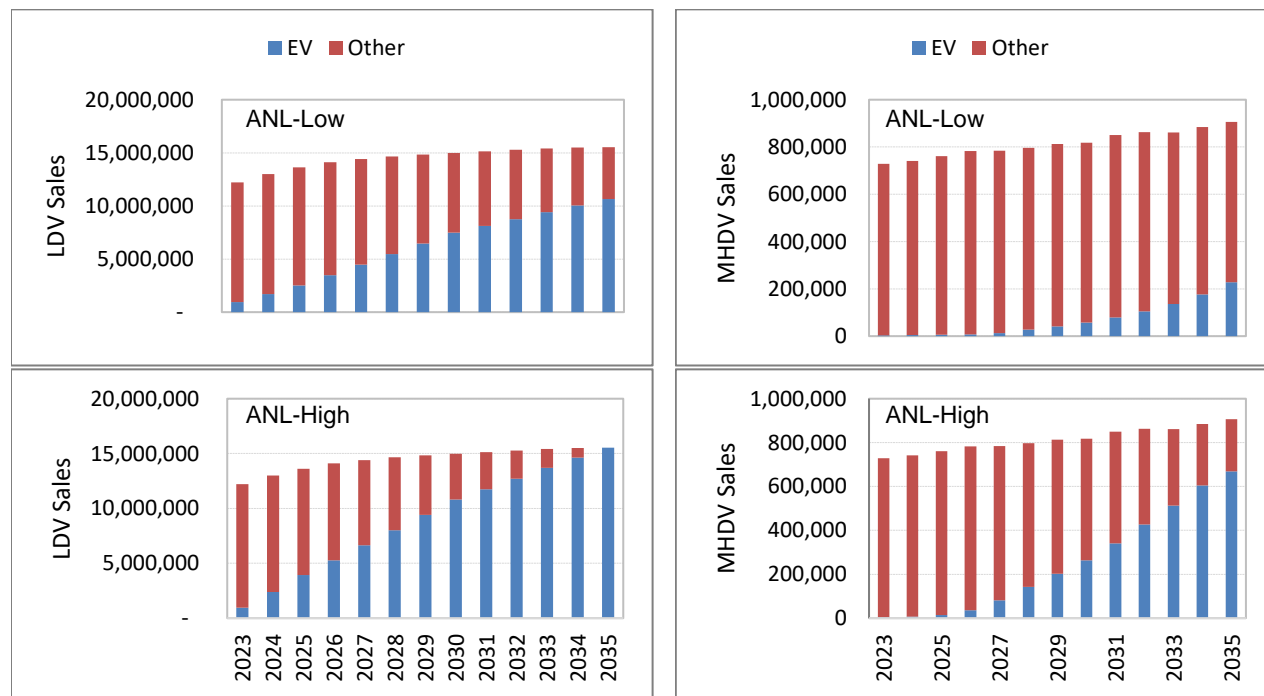 EV Other
20,000,000
ANL-Low
15,000,000
10,000,000
5,000,000
-
LDV Sales
EV Other
1,000,000
ANL-Low
800,000
600,000
400,000
200,000
0
MHDV Sales
20,000,000
ANL-High
15,000,000
10,000,000
5,000,000
-
LDV Sales
2023 2024 2025 2026 2027 2028 2029 2030 2031 2032 2033 2034 2035
1,000,000
ANL-High
800,000
600,000
400,000
200,000
0
MHDV Sales
2023 2025 2027 2029 2031 2033 2035